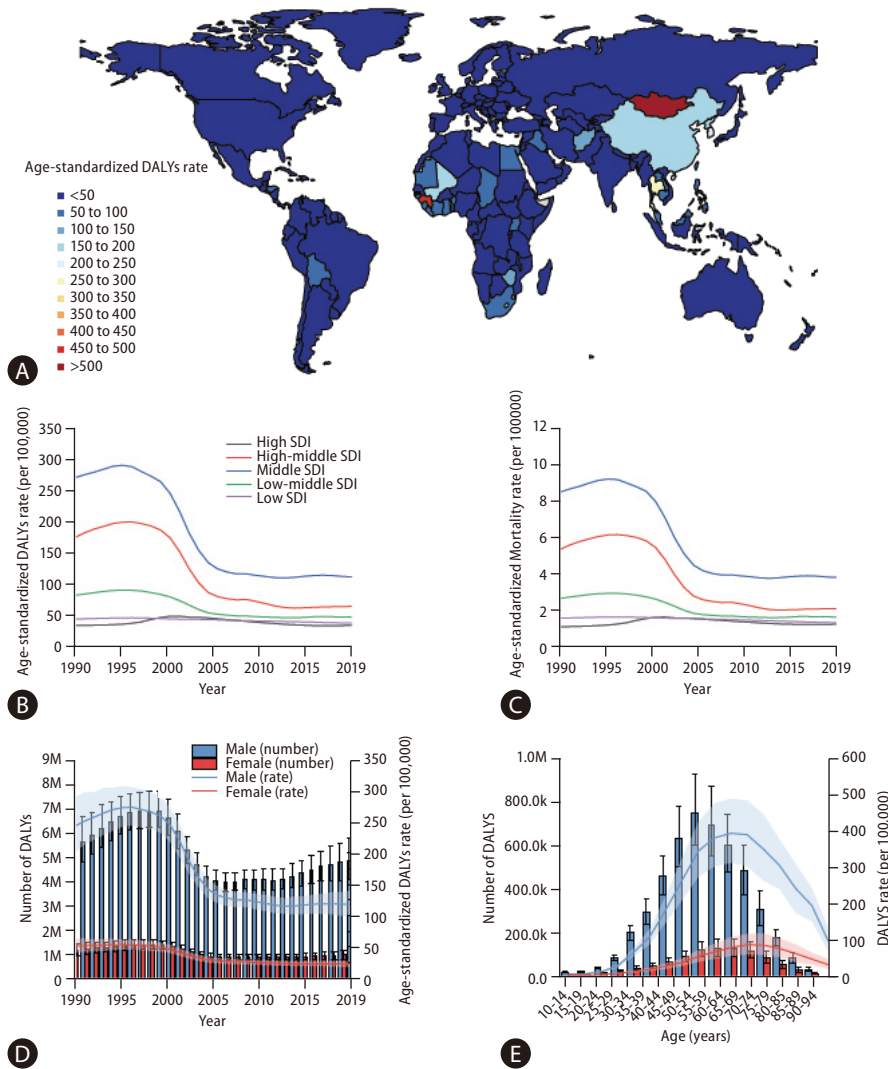 Age-standardized DALYs rate
<50
50 to 100
100 to 150
150 to 200
200 to 250
250 to 300
300 to 350
350 to 400
400 to 450
450 to 500
>500
A
Age-standardized DALYs rate (per 100,000)
350
300
250
200
150
100
50
0
1990 1995 2000 2005 2010 2015 2019
Year
High SDI
High-middle SDI
Middle SDI
Low-middle SDI
Low SDI
B
Age-standardized Mortality rate (per 100000)
12
10
8
6
4
2
0
1990 1995 2000 2005 2010 2015 2019
Year
C
Number of DALYs
9M
8M
7M
6M
5M
4M
3M
2M
1M
0
Male (number)
Female (number)
Male (rate)
Female (rate)
350
300
250
200
150
100
50
0
Age-standardized DALYs rate (per 100,000)
1990 1995 2000 2005 2010 2015 2019
Year
D
Number of DALYS
1.0M
800.0k
600.0k
400.0k
200.0k
0.0
600
500
400
300
200
100
0
DALYS rate (per 100,000)
10-14 15-19 20-24 25-29 30-34 35-39 40-44 45-49 50-54 55-59 60-64 65-69 70-74 75-79 80-85 85-89 90-94
Age (years)
E